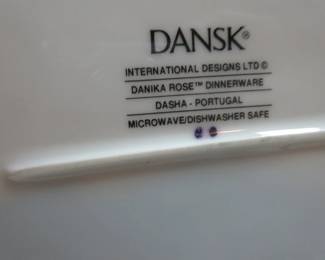 DANSK®
INTERNATIONAL DESIGNS LTD ©
DANIKA ROSE™ DINNERWARE
DASHA - PORTUGAL
MICROWAVE/DISHWASHER SAFE